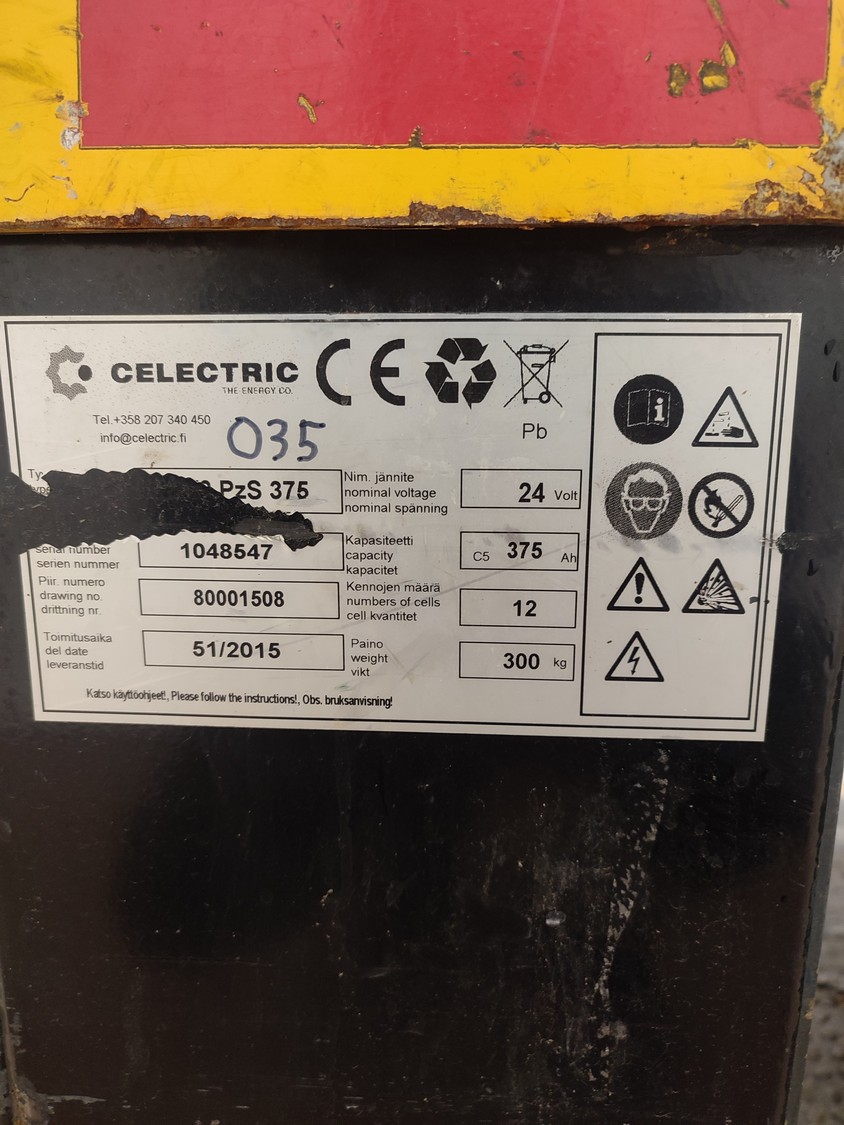 CELECTRIC
THE ENERGY CO.
CE
Tel.+358 207 340 450
info@celectric.fi
035
Pb
PzS 375
serial number
serien nummer
1048547
Piir. numero
drawing no.
drittning nr.
80001508
Toimitusaika
del date
leveranstid
51/2015
Nim. jännite
nominal voltage
nominal spänning
24 Volt
Kapasiteetti
capacity
kapacitet
C5 375 Ah
Kennojen määrä
numbers of cells
cell kvantitet
12
Paino
weight
vikt
300 kg
Katso käyttöohjeet!, Please follow the instructions!, Obs. bruksanvisning!